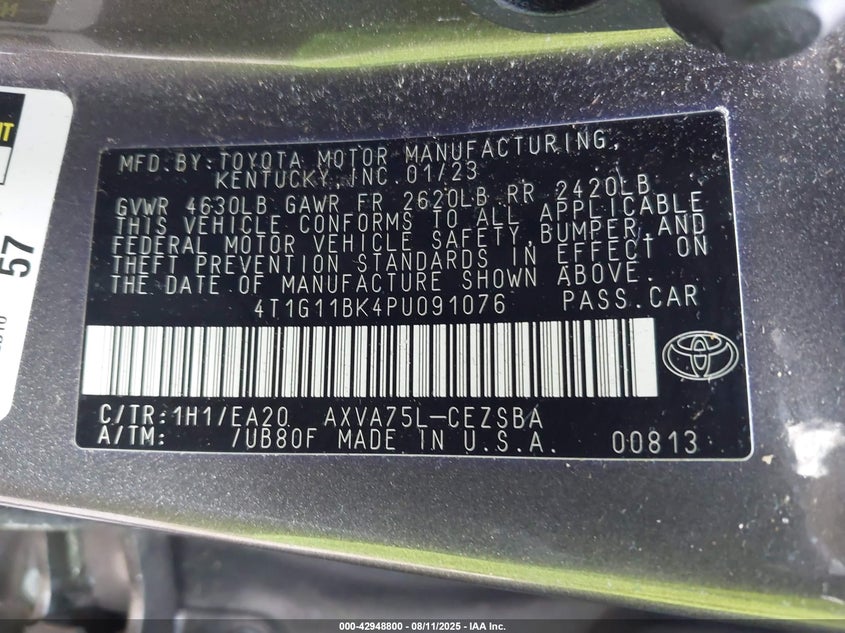 MFD.BY:TOYOTA MOTOR MANUFACTURING,
KENTUCKY,INC.01/23
GVWR 4630LB GAWR FR 2620LB RR 2420LB
THIS VEHICLE CONFORMS TO ALL APPLICABLE
FEDERAL MOTOR VEHICLE SAFETY,BUMPER,AND
THEFT PREVENTION STANDARDS IN EFFECT ON
THE DATE OF MANUFACTURE SHOWN ABOVE.
4T1G11BK4PU091076 PASS.CAR
C/TR:1H1/EA20 AXVA75L-CEZSBA
A/TM: /UB80F MADE IN U.S.A. 00813
57
000-42948800 - 08/11/2025 - IAA Inc.